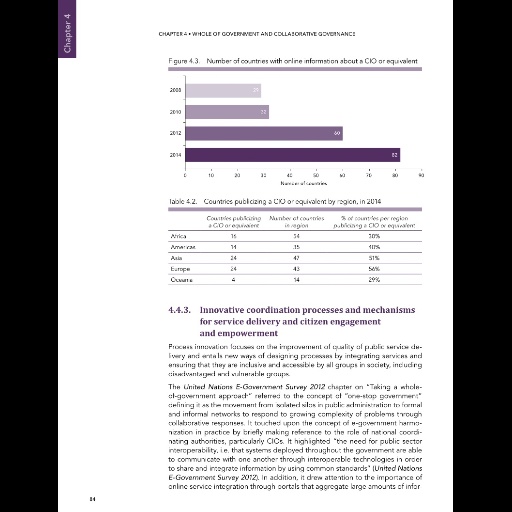 Chapter 4
CHAPTER 4 • WHOLE OF GOVERNMENT AND COLLABORATIVE GOVERNANCE
Figure 4.3. Number of countries with online information about a CIO or equivalent
2008
2010
32
2012
60
2014
82
0 10 20 30 40 50 60 70 80 90
Number of countries
Table 4.2. Countries publicizing a CIO or equivalent by region, in 2014
Countries publicizing Number of countries % of countries per region
a CIO or equivalent in region publicizing a CIO or equivalent
Africa 16 54 30%
Americas 14 35 40%
Asia 24 47 51%
Europe 24 43 56%
Oceania 4 14 29%
4.4.3. Innovative coordination processes and mechanisms
for service delivery and citizen engagement
and empowerment
Process innovation focuses on the improvement of quality of public service de-
livery and entails new ways of designing processes by integrating services and
ensuring that they are inclusive and accessible by all groups in society, including
disadvantaged and vulnerable groups.
The United Nations E-Government Survey 2012 chapter on "Taking a whole-
of-government approach" referred to the concept of "one-stop government"
defining it as the movement from isolated silos in public administration to formal
and informal networks to respond to growing complexity of problems through
collaborative responses. It touched upon the concept of e-government harmo-
nization in practice by briefly making reference to the role of national coordi-
nating authorities, particularly CIOs. It highlighted "the need for public sector
interoperability, i.e. that systems deployed throughout the government are able
to communicate with one another through interoperable technologies in order
to share and integrate information by using common standards" (United Nations
E-Government Survey 2012). In addition, it drew attention to the importance of
online service integration through portals that aggregate large amounts of infor-
84